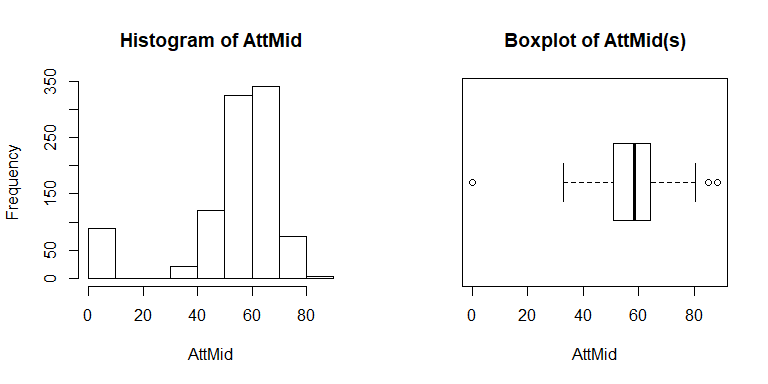 Histogram of AttMid
Frequency
350
250
150
50
0
0 20 40 60 80
AttMid
Boxplot of AttMid(s)
0 20 40 60 80
AttMid